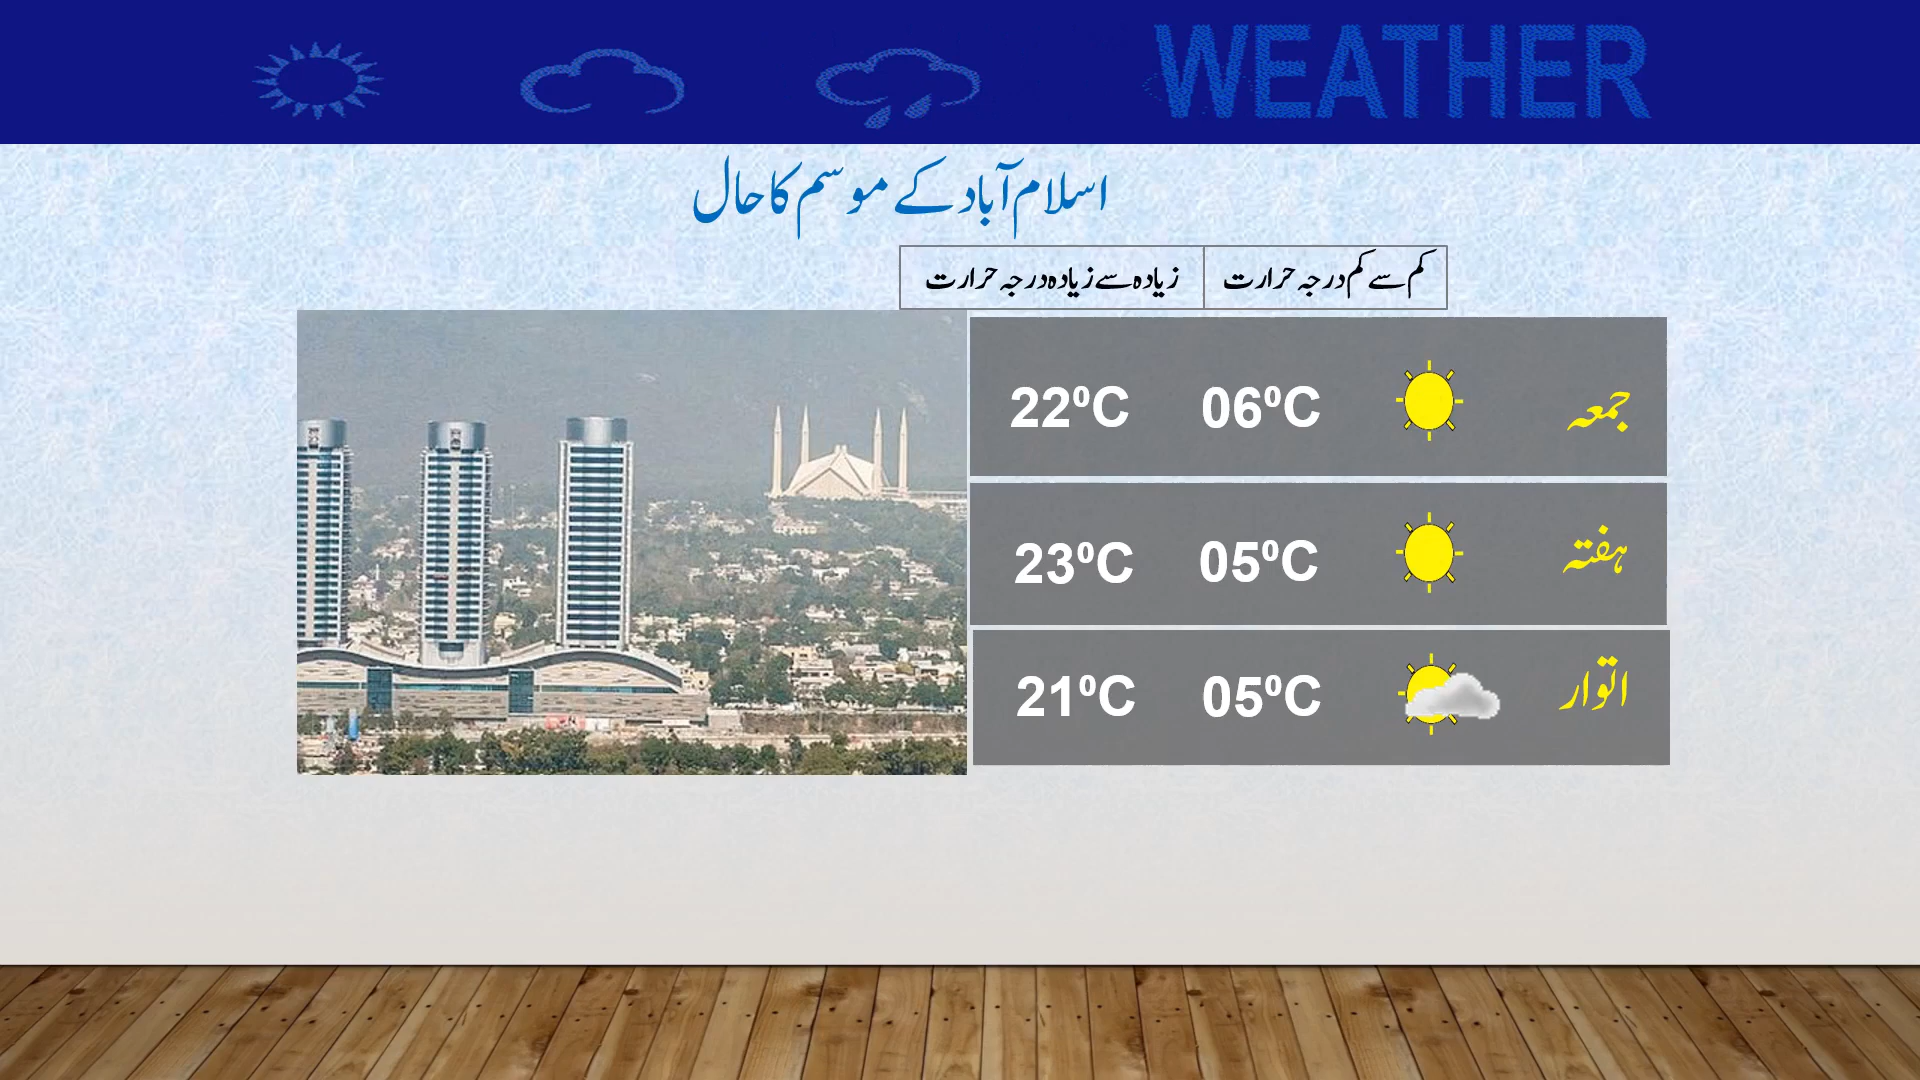 WEATHER
اسلام آباد کے موسم کا حال
کم سے کم درجہ حرارت زیادہ سے زیادہ درجہ حرارت
جمعہ 06ºC 22ºC
ہفتہ 05ºC 23ºC
اتوار 05ºC 21ºC